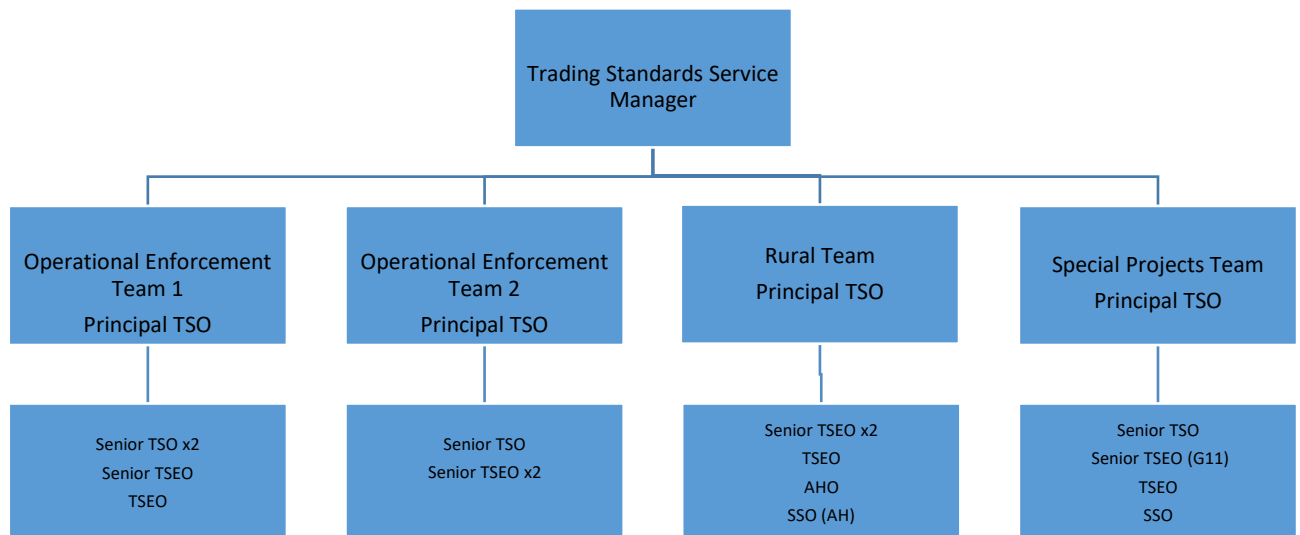 Trading Standards Service
Manager
Operational Enforcement
Team 1
Principal TSO
Operational Enforcement
Team 2
Principal TSO
Rural Team
Principal TSO
Special Projects Team
Principal TSO
Senior TSO x2
Senior TSEO
TSEO
Senior TSO
Senior TSEO x2
Senior TSEO x2
TSEO
AHO
SSO (AH)
Senior TSO
Senior TSEO (G11)
TSEO
SSO